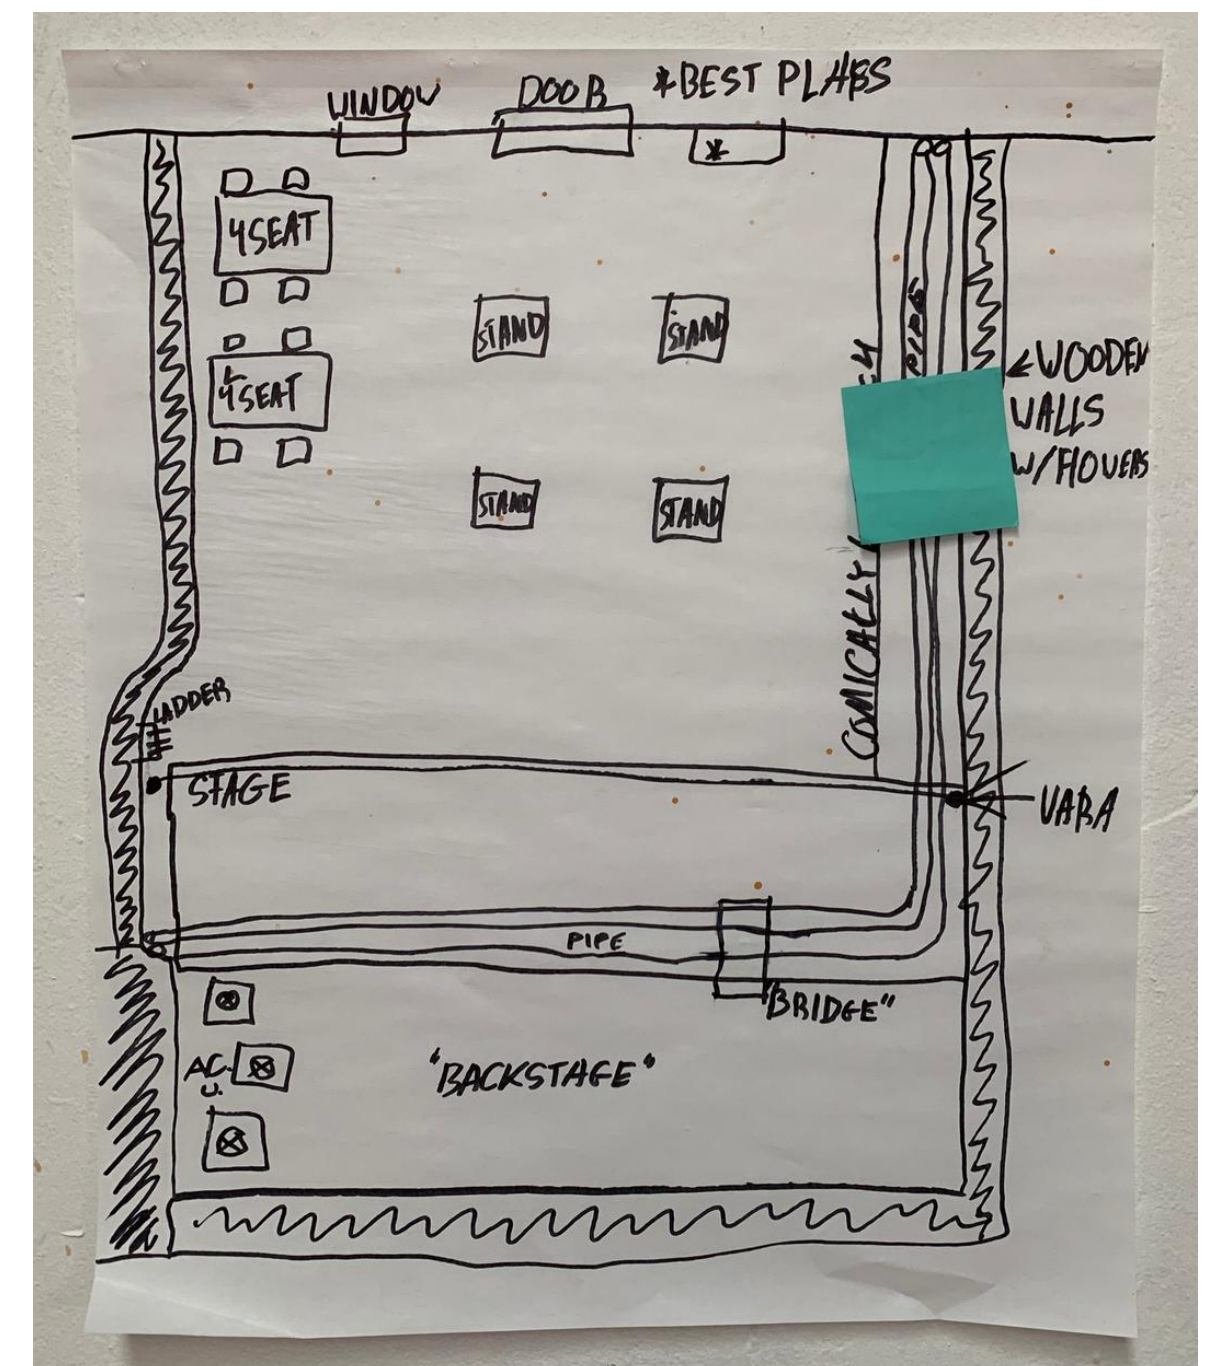 WINDOW
DOOR
*BEST PLABS
*
4SEAT
4SEAT
STAND
STAND
STAND
STAND
PIPE
COMICALLY
←WOODEN
WALLS
W/FLOWERS
LADDER
STAGE
VARA
PIPE
"BRIDGE"
A.C.
U.
"BACKSTAGE"